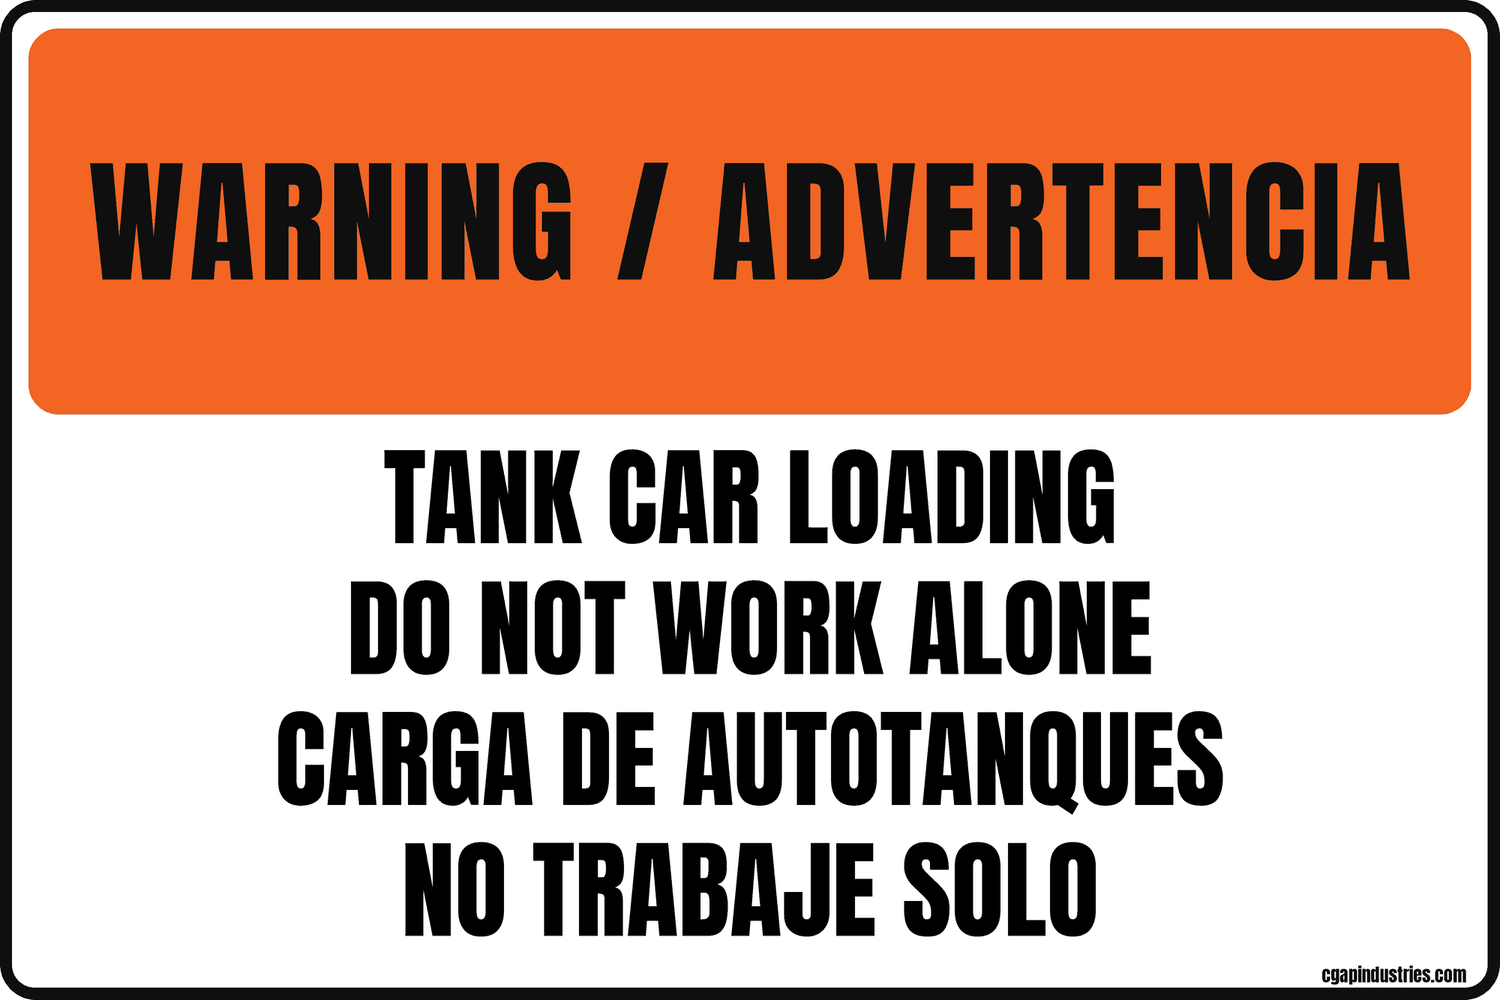 WARNING / ADVERTENCIA
TANK CAR LOADING
DO NOT WORK ALONE
CARGA DE AUTOTANQUES
NO TRABAJE SOLO
cgapindustries.com